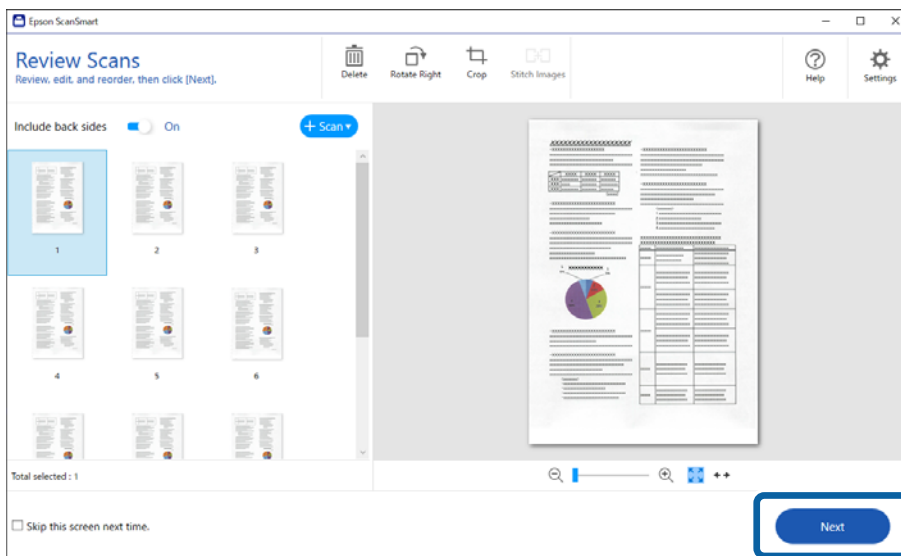 Epson ScanSmart
Review Scans
Review, edit, and reorder, then click [Next].
Delete
Rotate Right
Crop
Stitch Images
Help
Settings
Include back sides
On
+ Scan
1
2
3
4
5
6
Total selected : 1
Skip this screen next time.
Next